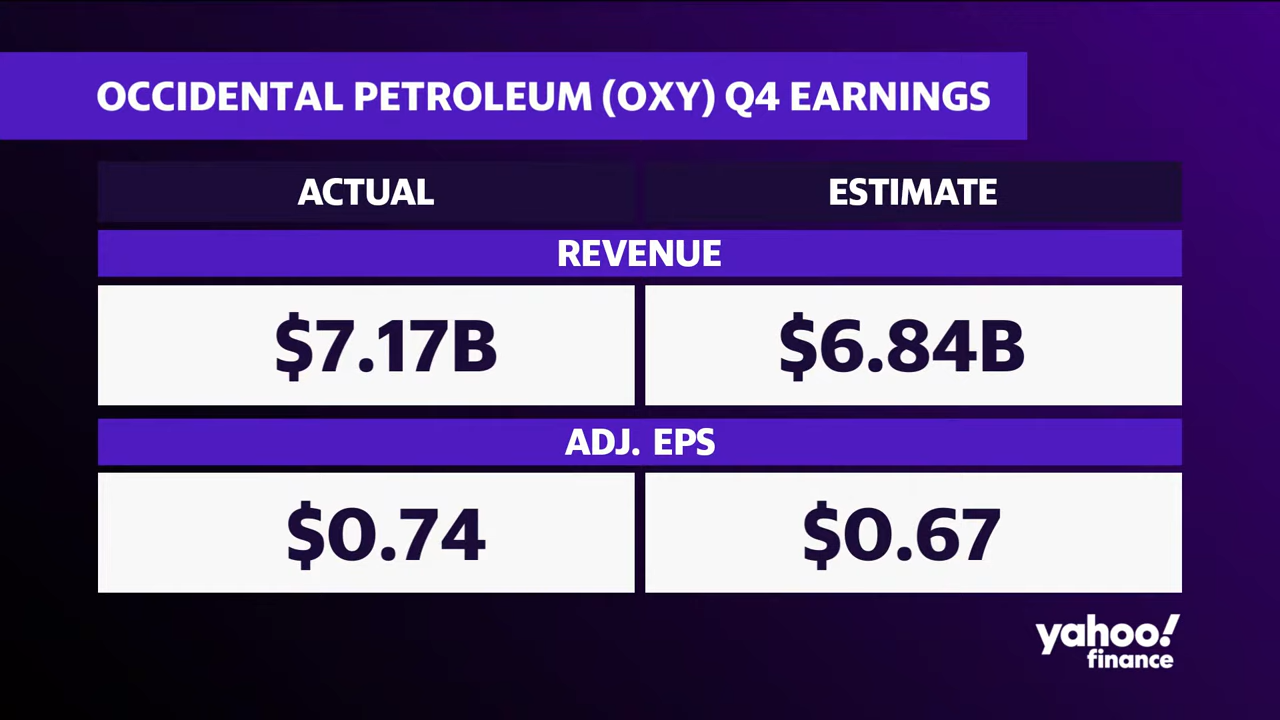 OCCIDENTAL PETROLEUM (OXY) Q4 EARNINGS
ACTUAL ESTIMATE
REVENUE
$7.17B $6.84B
ADJ. EPS
$0.74 $0.67
yahoo!
finance